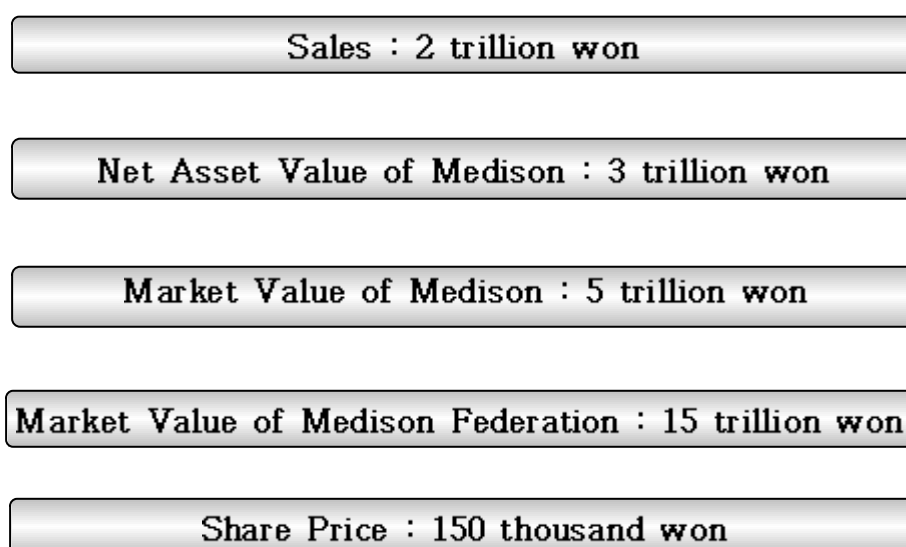 Sales : 2 trillion won
Net Asset Value of Medison : 3 trillion won
Market Value of Medison : 5 trillion won
Market Value of Medison Federation : 15 trillion won
Share Price : 150 thousand won